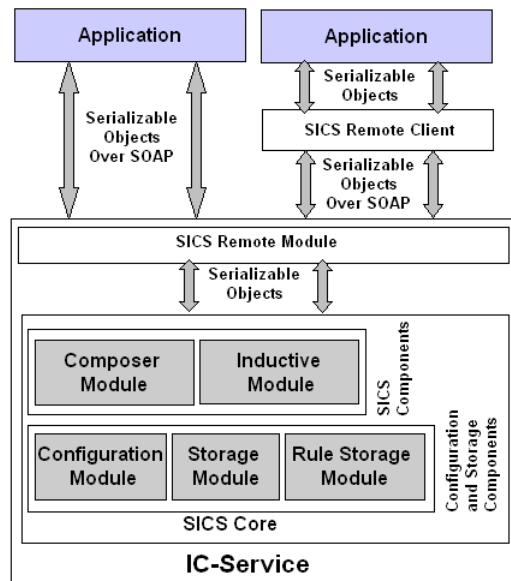 Application
Application
Serializable
Objects
Over SOAP
Serializable
Objects
SICS Remote Client
Serializable
Objects
Over SOAP
SICS Remote Module
Serializable
Objects
Composer
Module
Inductive
Module
SICS
Components
Configuration
Module
Storage
Module
Rule Storage
Module
Configuration
and Storage
Components
SICS Core
IC-Service